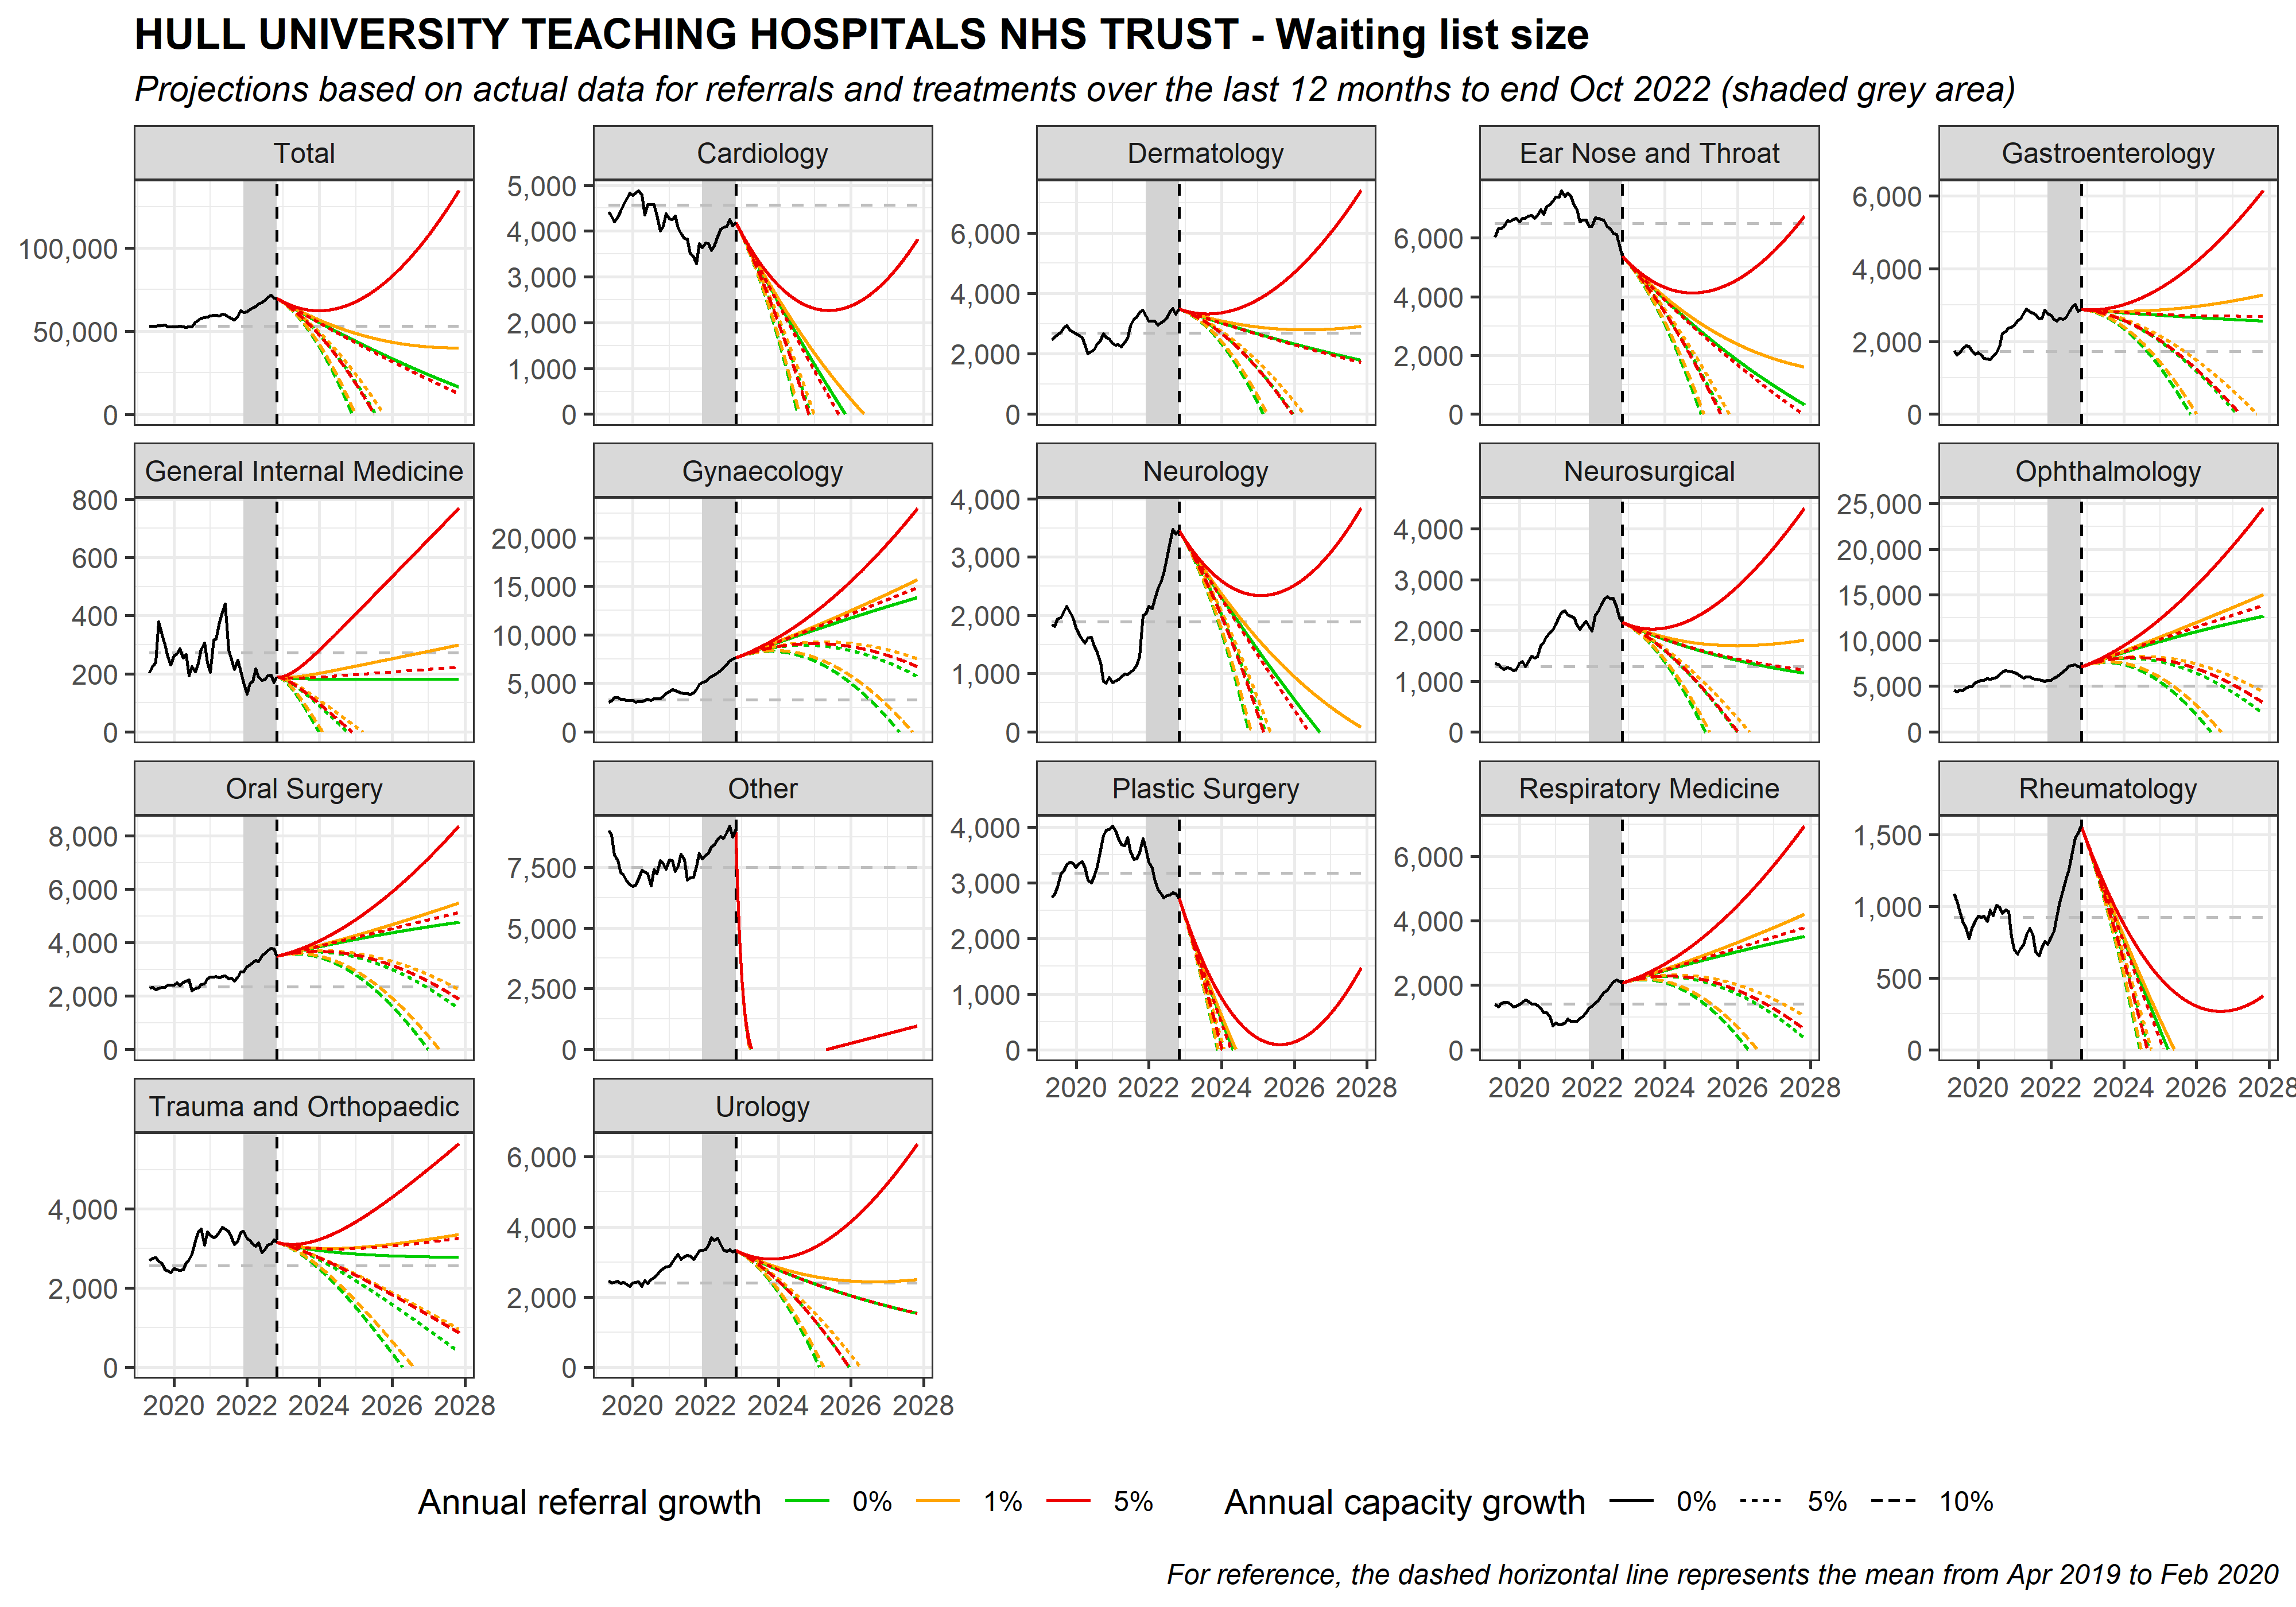 HULL UNIVERSITY TEACHING HOSPITALS NHS TRUST - Waiting list size
Projections based on actual data for referrals and treatments over the last 12 months to end Oct 2022 (shaded grey area)
Total
Cardiology
Dermatology
Ear Nose and Throat
Gastroenterology
100,000
50,000
0
5,000
4,000
3,000
2,000
1,000
0
6,000
4,000
2,000
0
6,000
4,000
2,000
0
6,000
4,000
2,000
0
General Internal Medicine
Gynaecology
Neurology
Neurosurgical
Ophthalmology
800
600
400
200
0
20,000
15,000
10,000
5,000
0
4,000
3,000
2,000
1,000
0
4,000
3,000
2,000
1,000
0
25,000
20,000
15,000
10,000
5,000
0
Oral Surgery
Other
Plastic Surgery
Respiratory Medicine
Rheumatology
8,000
6,000
4,000
2,000
0
7,500
5,000
2,500
0
4,000
3,000
2,000
1,000
0
6,000
4,000
2,000
0
1,500
1,000
500
0
2020 2022 2024 2026 2028
2020 2022 2024 2026 2028
2020 2022 2024 2026 2028
Trauma and Orthopaedic
Urology
4,000
2,000
0
6,000
4,000
2,000
0
2020 2022 2024 2026 2028
2020 2022 2024 2026 2028
Annual referral growth 0% 1% 5% Annual capacity growth 0% 5% 10%
For reference, the dashed horizontal line represents the mean from Apr 2019 to Feb 2020